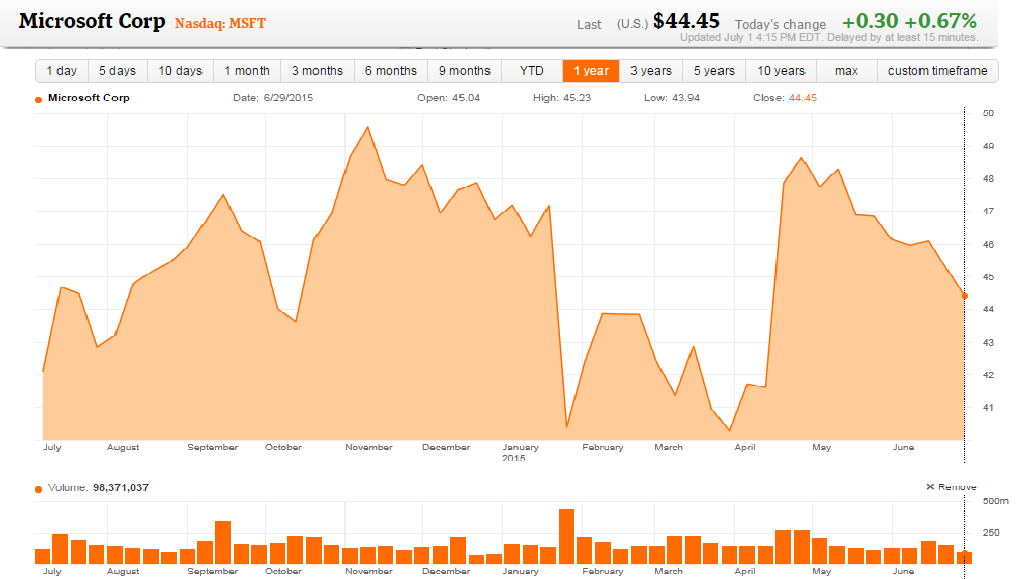 Microsoft Corp Nasdaq: MSFT Last (U.S.) $44.45 Today's change +0.30 +0.67%
Updated July 1 4:15 PM EDT. Delayed by at least 15 minutes.
1 day 5 days 10 days 1 month 3 months 6 months 9 months YTD 1 year 3 years 5 years 10 years max custom timeframe
Microsoft Corp Date: 6/29/2015 Open: 45.04 High: 45.23 Low: 43.94 Close: 44.45
50
49
48
47
46
45
44
43
42
41
July August September October November December January February March April May June
2015
Volume: 98,371,037 × Remove
500m
250
July August September October November December January February March April May June